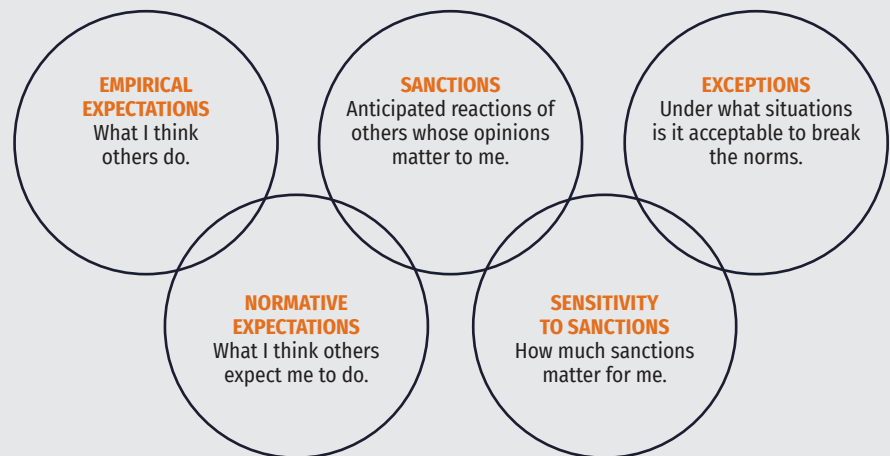 EMPIRICAL
EXPECTATIONS
What I think
others do.
SANCTIONS
Anticipated reactions of
others whose opinions
matter to me.
EXCEPTIONS
Under what situations
is it acceptable to break
the norms.
NORMATIVE
EXPECTATIONS
What I think others
expect me to do.
SENSITIVITY
TO SANCTIONS
How much sanctions
matter for me.